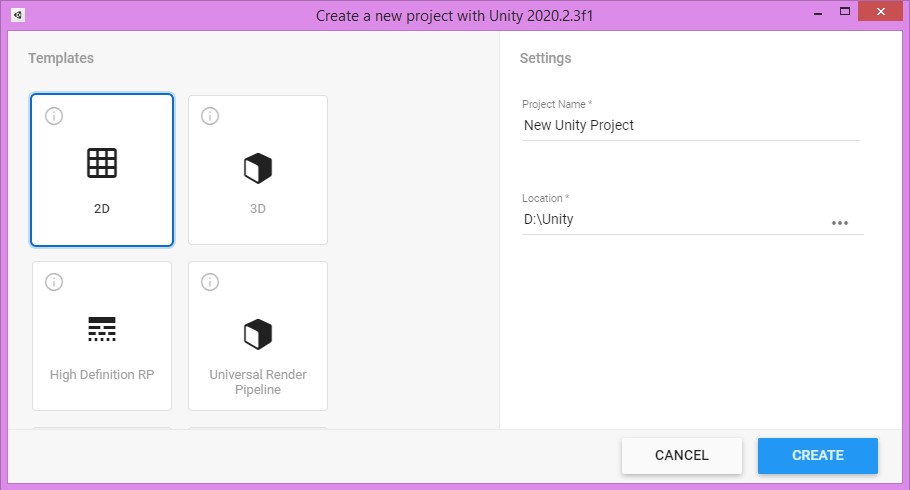 Create a new project with Unity 2020.2.3f1
Templates
2D
3D
High Definition RP
Universal Render
Pipeline
Settings
Project Name *
New Unity Project
Location *
D:\Unity
CANCEL
CREATE